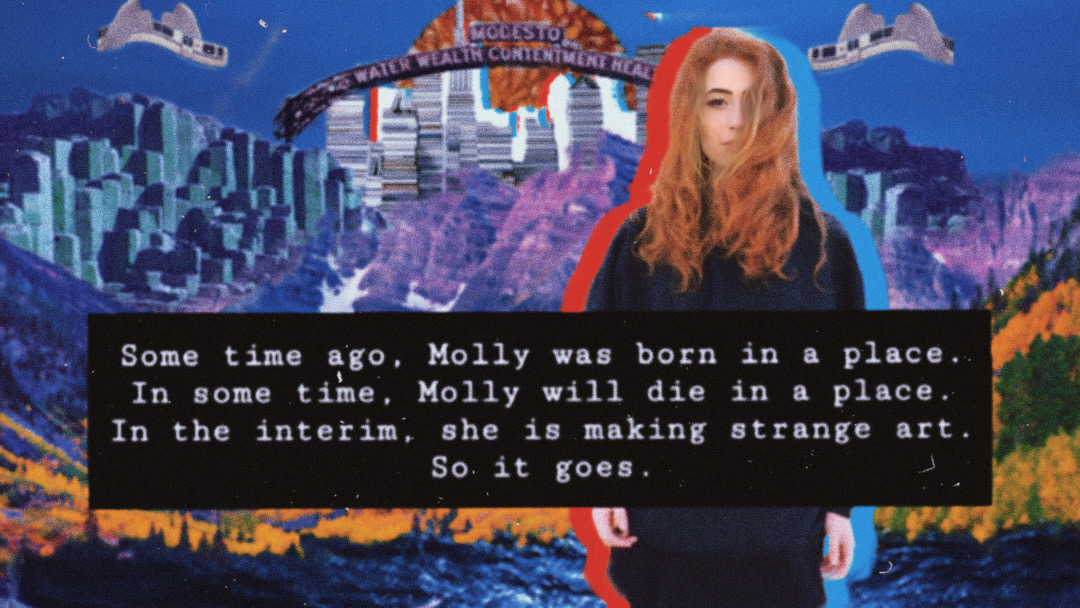 MODESTO
WATER WEALTH CONTENTMENT HEAL
Some time ago, Molly was born in a place.
In some time, Molly will die in a place.
In the interim, she is making strange art.
So it goes.